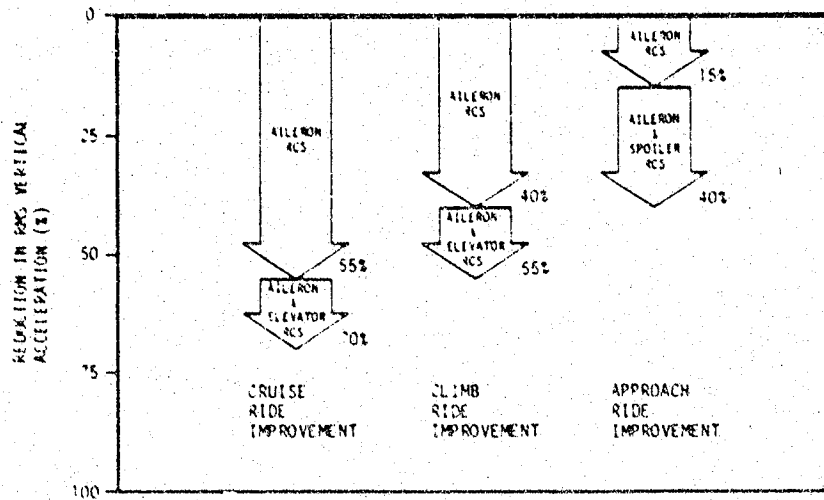 0
25
50
75
100
REDUCTION IN RMS VERTICAL
ACCELERATION (%)
AILERON
RCS
55%
AILERON
&
ELEVATOR
RCS
70%
CRUISE
RIDE
IMPROVEMENT
AILERON
RCS
40%
AILERON
&
ELEVATOR
RCS
55%
CLIMB
RIDE
IMPROVEMENT
AILERON
RCS
15%
AILERON
&
SPOILER
RCS
40%
APPROACH
RIDE
IMPROVEMENT